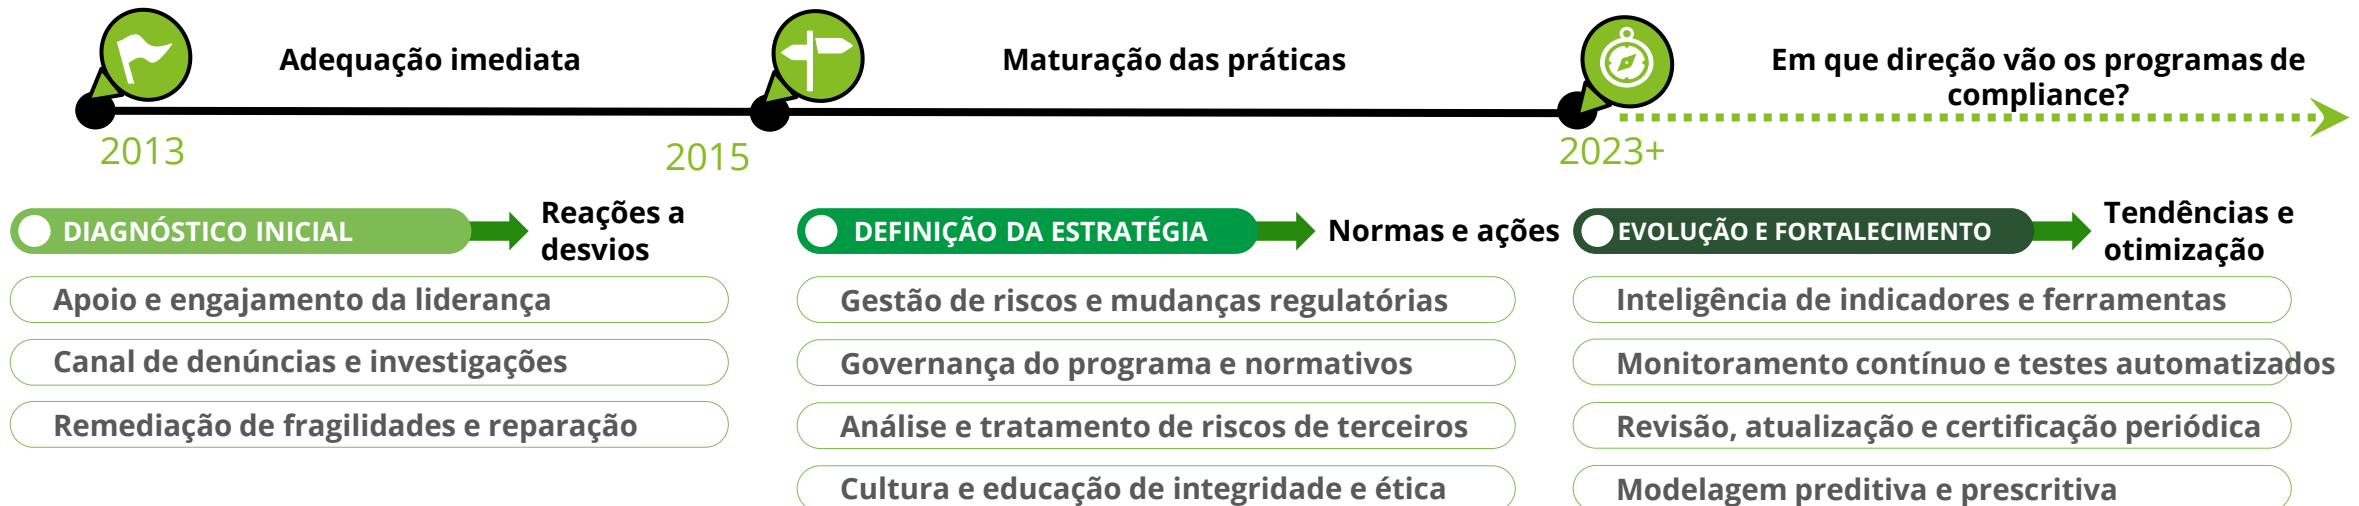 Adequação imediata
Maturação das práticas
Em que direção vão os programas de
compliance?
2013
2015
2023+
DIAGNÓSTICO INICIAL
Reações a
desvios
Apoio e engajamento da liderança
Canal de denúncias e investigações
Remediação de fragilidades e reparação
DEFINIÇÃO DA ESTRATÉGIA
Normas e ações
Gestão de riscos e mudanças regulatórias
Governança do programa e normativos
Análise e tratamento de riscos de terceiros
Cultura e educação de integridade e ética
EVOLUÇÃO E FORTALECIMENTO
Tendências e
otimização
Inteligência de indicadores e ferramentas
Monitoramento contínuo e testes automatizados
Revisão, atualização e certificação periódica
Modelagem preditiva e prescritiva